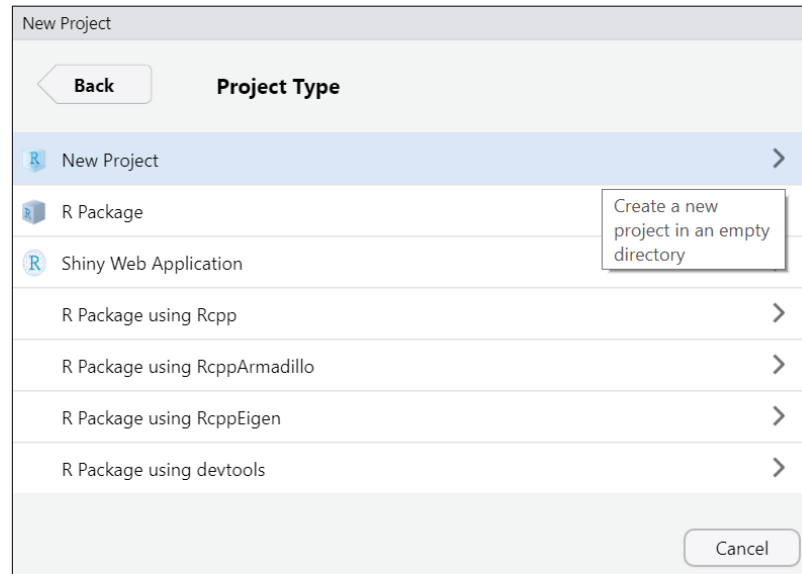 New Project
Back
Project Type
R New Project
R R Package
Create a new
project in an empty
directory
R Shiny Web Application
R Package using Rcpp
R Package using RcppArmadillo
R Package using RcppEigen
R Package using devtools
Cancel